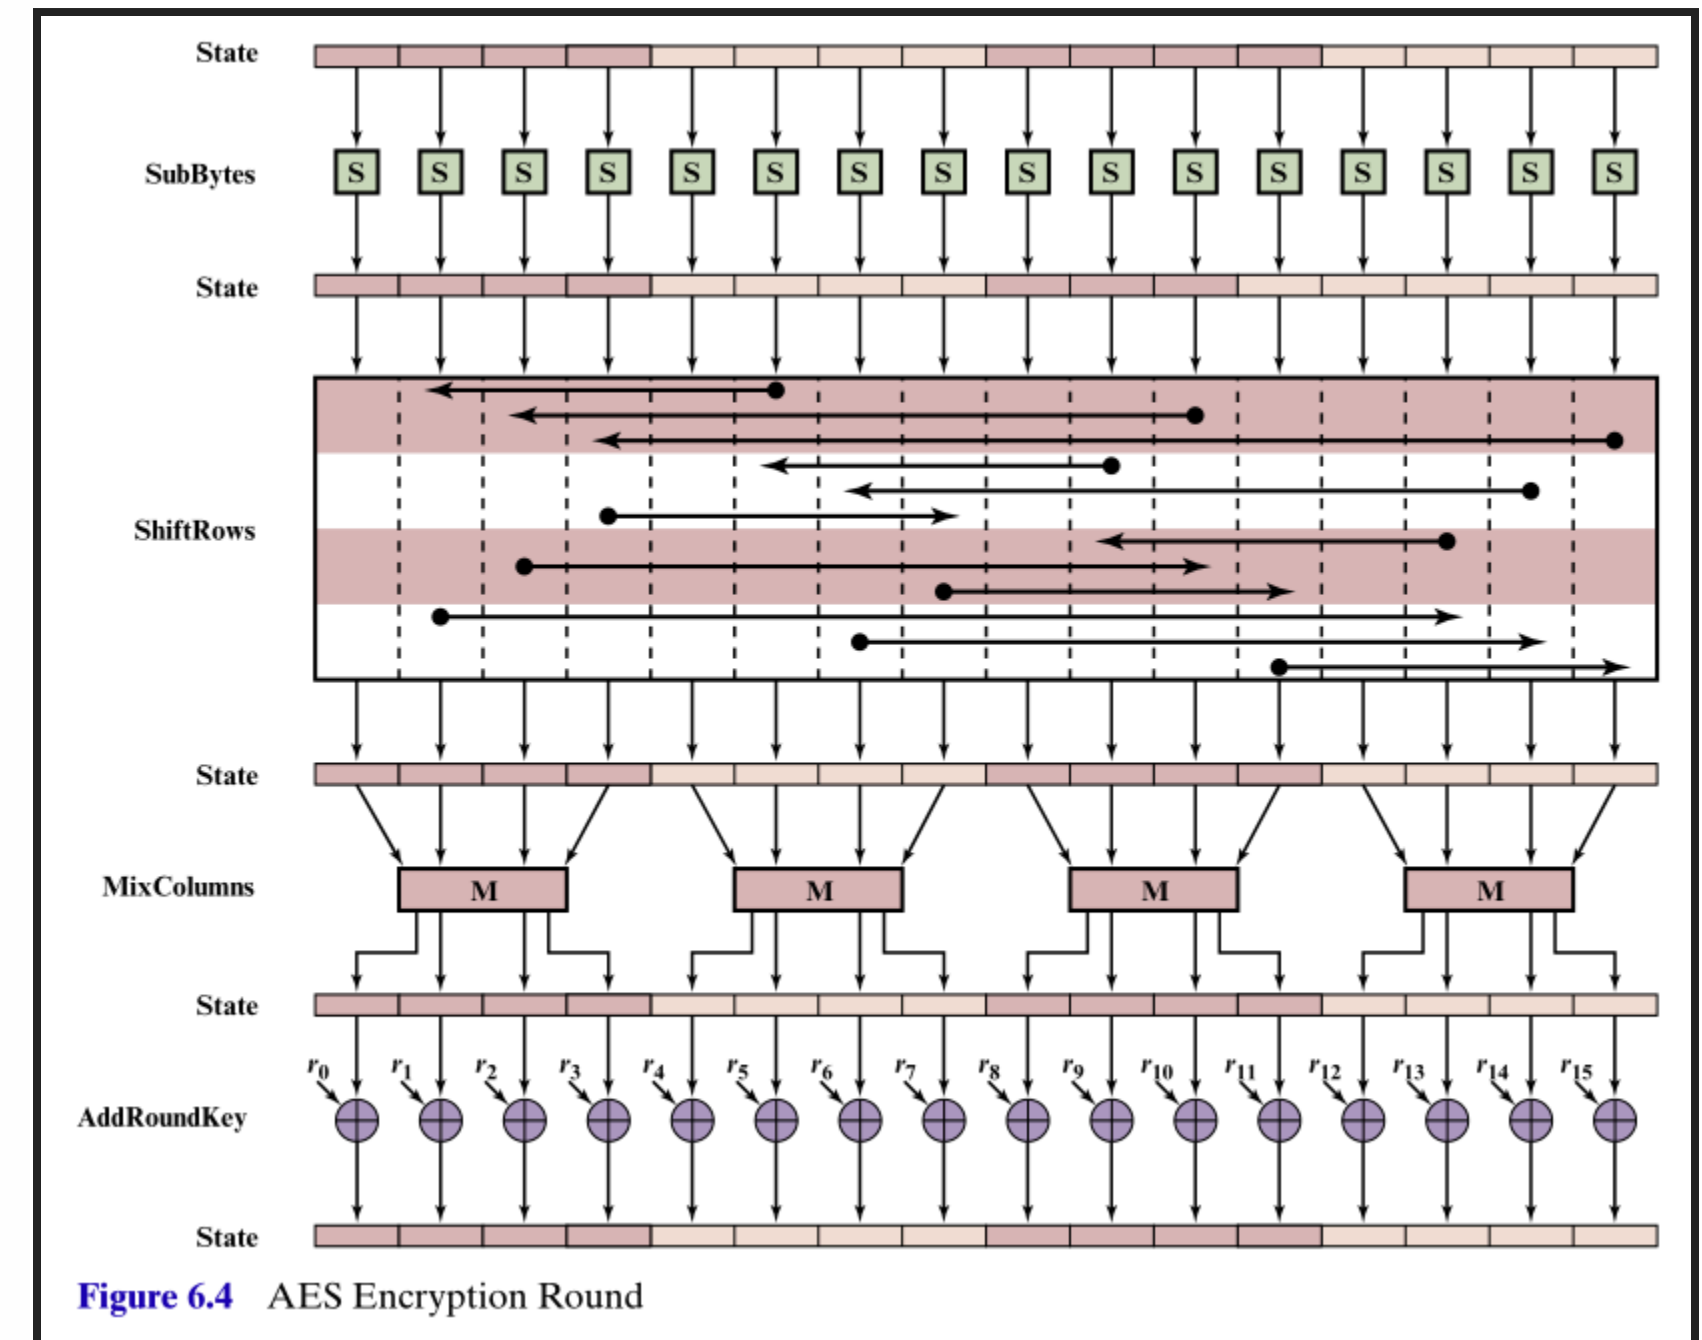 State
SubBytes
S S S S S S S S S S S S S S S S
State
ShiftRows
State
MixColumns
M M M M
State
r0 r1 r2 r3 r4 r5 r6 r7 r8 r9 r10 r11 r12 r13 r14 r15
AddRoundKey
State
Figure 6.4 AES Encryption Round